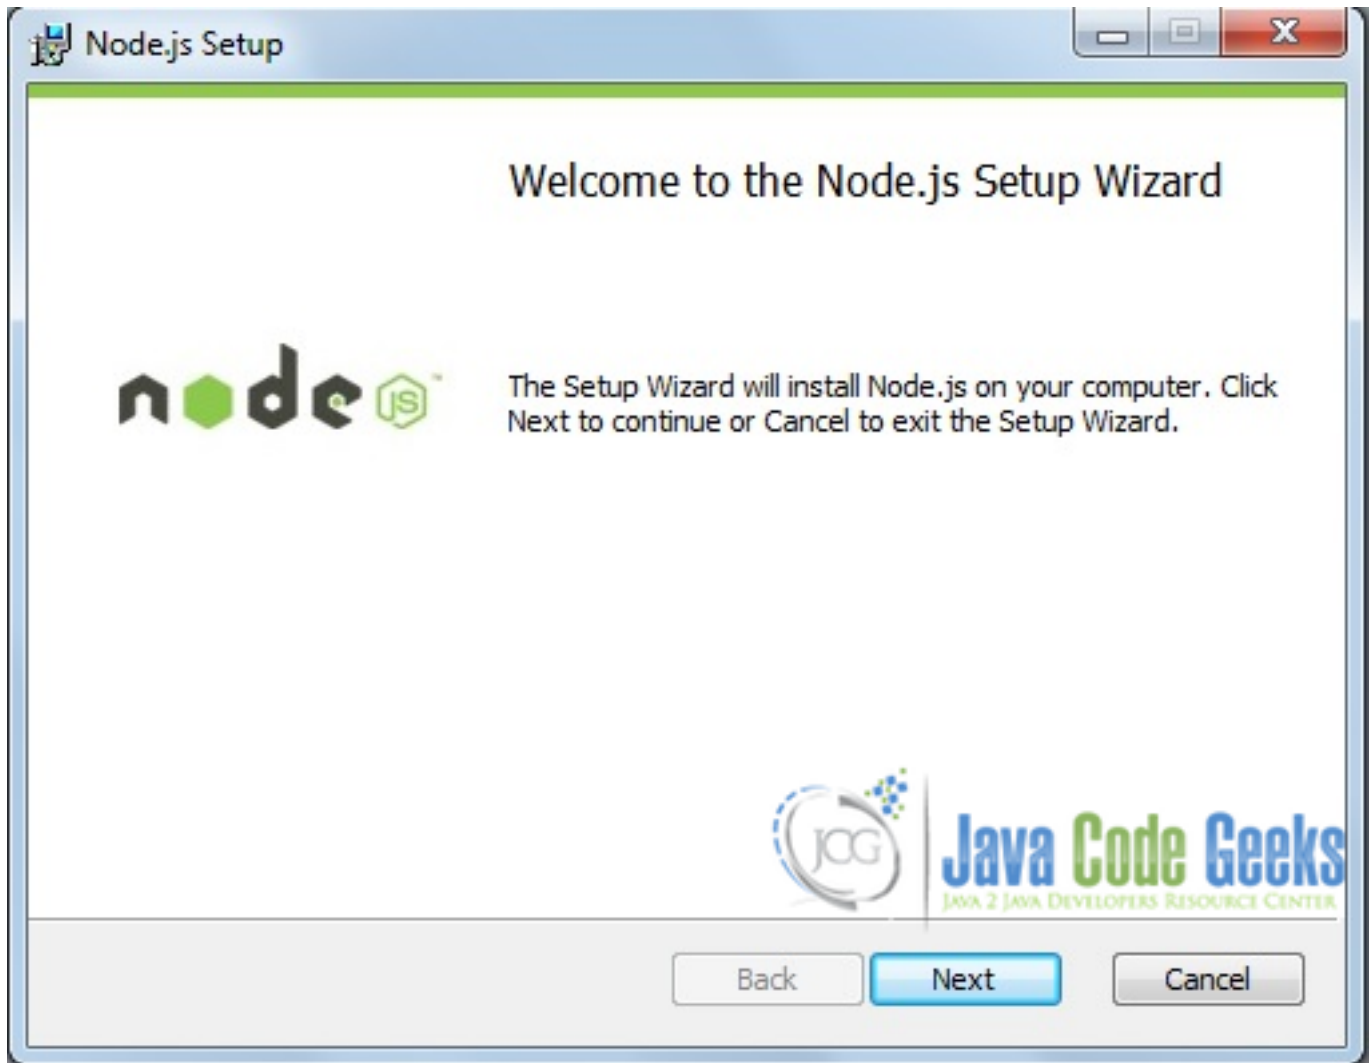 Node.js Setup
Welcome to the Node.js Setup Wizard
node JS™
The Setup Wizard will install Node.js on your computer. Click
Next to continue or Cancel to exit the Setup Wizard.
JCG
Java Code Geeks
JAVA 2 JAVA DEVELOPERS RESOURCE CENTER
Back
Next
Cancel